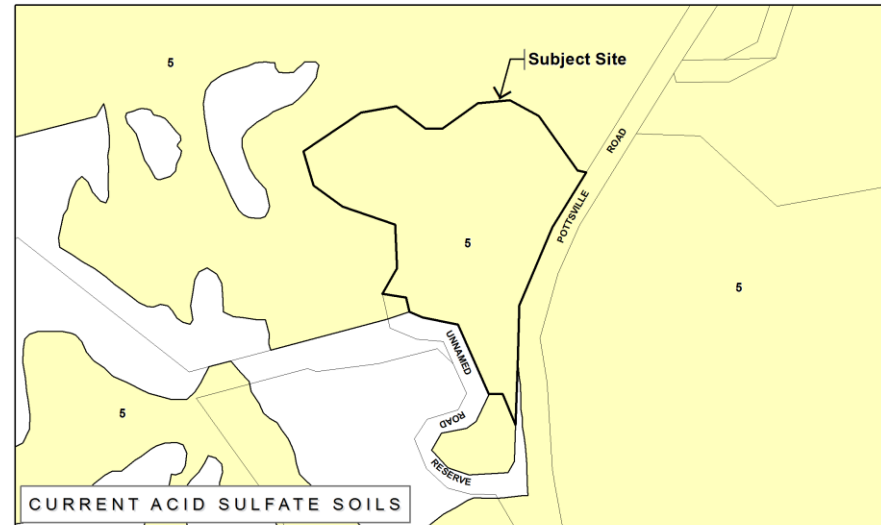 5
Subject Site
POTTSVILLE ROAD
5
5
UNNAMED
ROAD
RESERVE
5
CURRENT ACID SULFATE SOILS